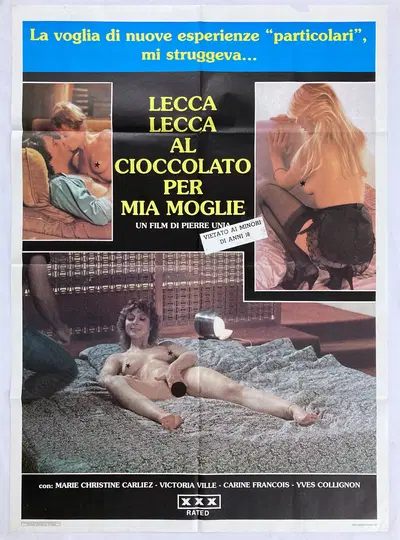 La voglia di nuove esperienze "particolari",
mi struggeva...
LECCA
LECCA
AL
CIOCCOLATO
PER
MIA MOGLIE
UN FILM DI PIERRE UNIA
VIETATO AI MINORI
DI ANNI 18
con: MARIE CHRISTINE CARLIEZ - VICTORIA VILLE - CARINE FRANCOIS - YVES COLLIGNON
XXX
RATED